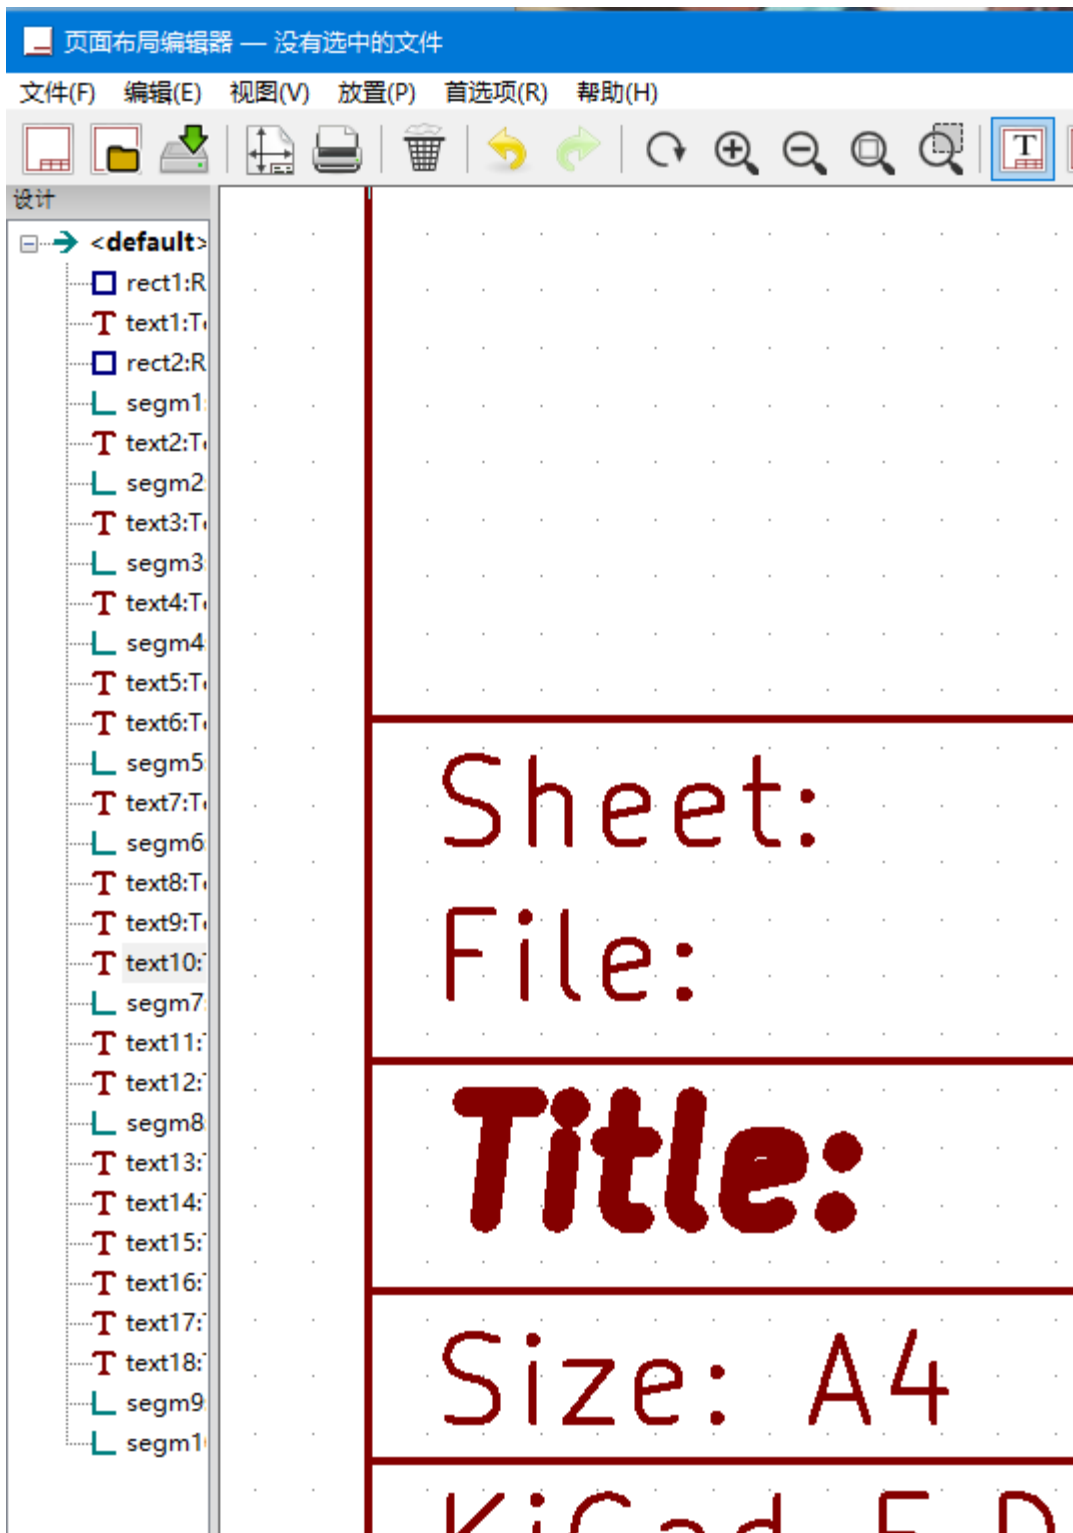 页面布局编辑器 — 没有选中的文件
文件(F) 编辑(E) 视图(V) 放置(P) 首选项(R) 帮助(H)
T
设计
<default>
rect1:R
text1:T
rect2:R
segm1
text2:T
segm2
text3:T
segm3
text4:T
segm4
text5:T
text6:T
segm5
text7:T
segm6
text8:T
text9:T
text10:
segm7
text11:
text12:
segm8
text13:
text14:
text15:
text16:
text17:
text18:
segm9
segm1
Sheet:
File:
Title:
Size: A4
KiCad E D